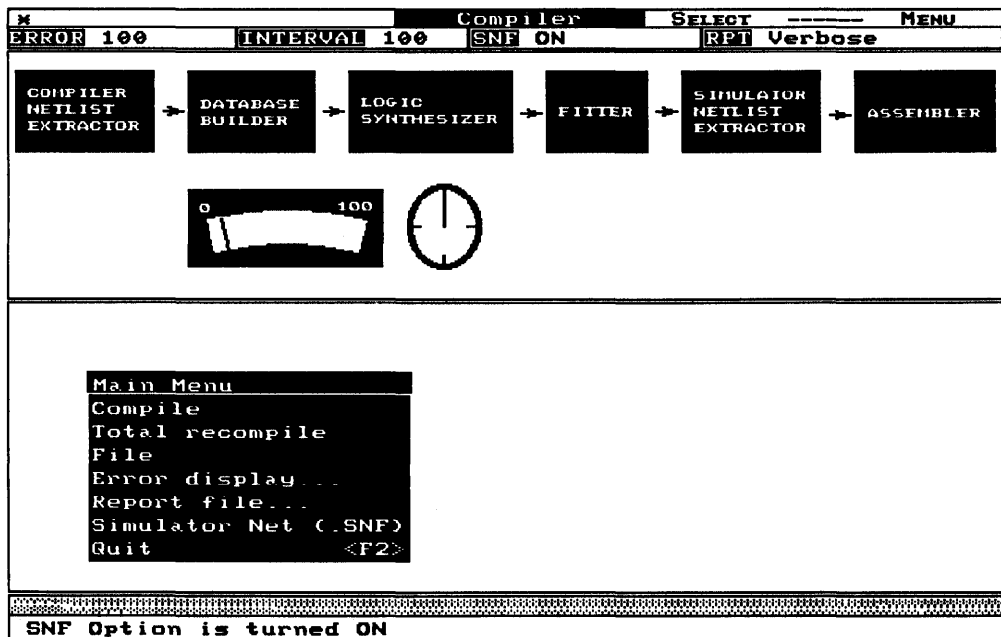 Compiler SELECT ------ MENU
ERROR 100 INTERVAL 100 SNF ON RPT Verbose
COMPILER
NETLIST
EXTRACTOR
DATABASE
BUILDER
LOGIC
SYNTHESIZER
FITTER
SIMULATOR
NETLIST
EXTRACTOR
ASSEMBLER
0 100
Main Menu
Compile
Total recompile
File
Error display...
Report file...
Simulator Net (.SNF)
Quit <F2>
SNF Option is turned ON